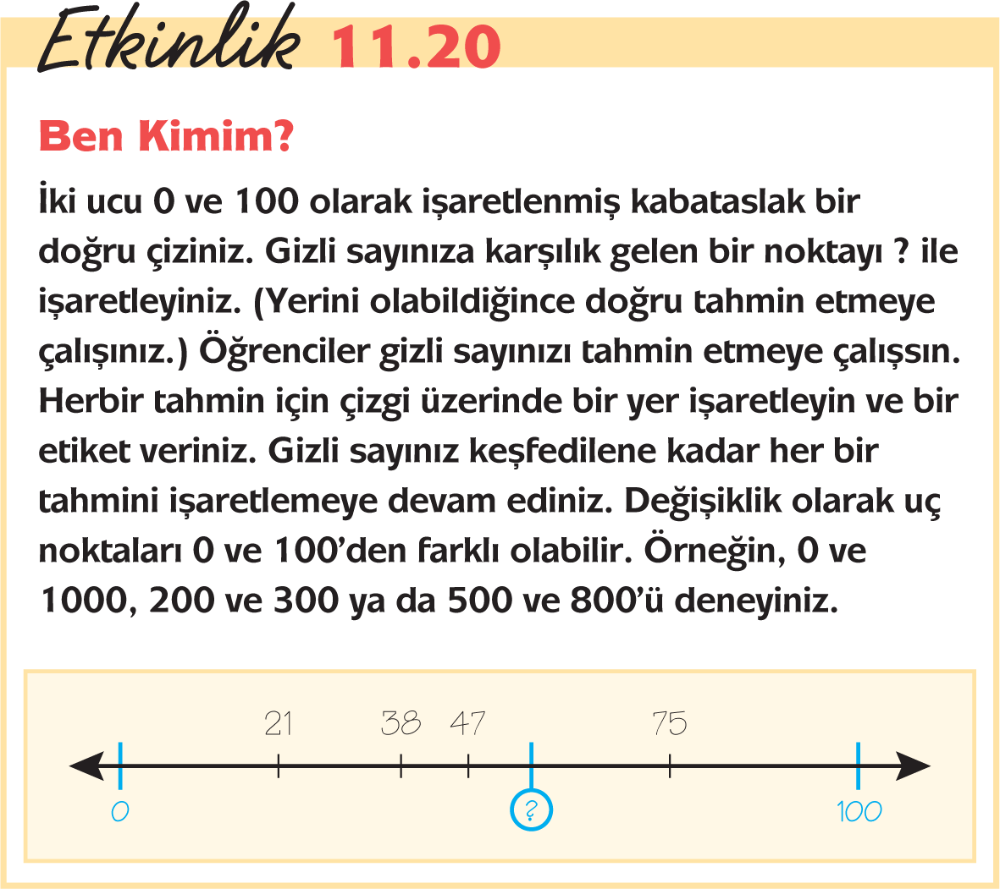 Etkinlik 11.20
Ben Kimim?
İki ucu 0 ve 100 olarak işaretlenmiş kabataslak bir
doğru çiziniz. Gizli sayınıza karşılık gelen bir noktayı ? ile
işaretleyiniz. (Yerini olabildiğince doğru tahmin etmeye
çalışınız.) Öğrenciler gizli sayınızı tahmin etmeye çalışsın.
Herbir tahmin için çizgi üzerinde bir yer işaretleyin ve bir
etiket veriniz. Gizli sayınız keşfedilene kadar her bir
tahmini işaretlemeye devam ediniz. Değişiklik olarak uç
noktaları 0 ve 100’den farklı olabilir. Örneğin, 0 ve
1000, 200 ve 300 ya da 500 ve 800’ü deneyiniz.
21 38 47 75
0 ? 100